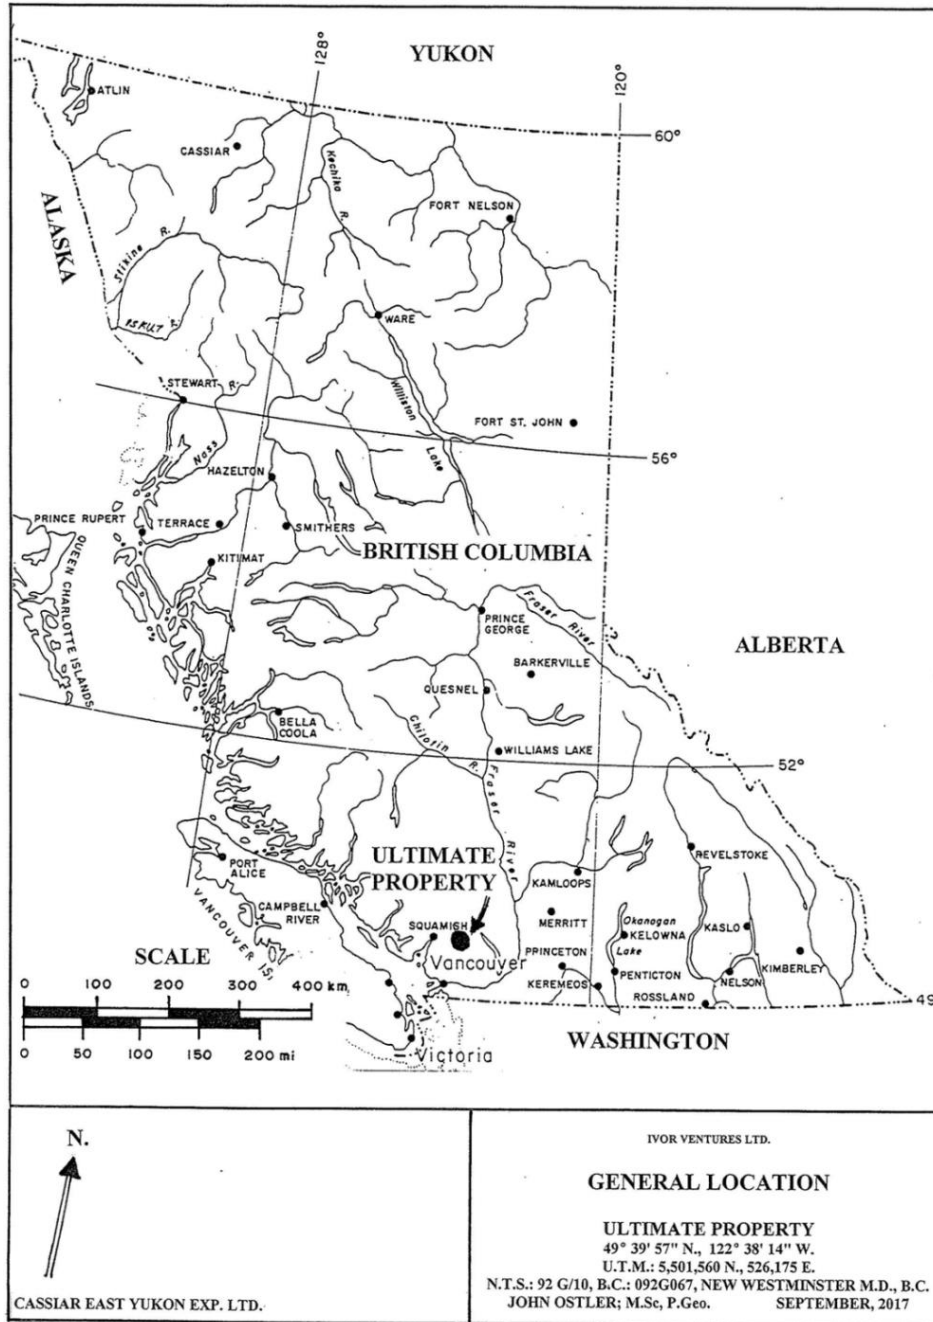 YUKON
128°
120°
60°
ATLIN
CASSIAR
Kechika
R.
FORT NELSON
ALASKA
Stikine R.
ISKUT R.
WARE
STEWART
R.
Nass
Williston
Lake
FORT ST. JOHN
56°
HAZELTON
PRINCE RUPERT
TERRACE
SMITHERS
BRITISH COLUMBIA
KITIMAT
QUEEN CHARLOTTE ISLANDS
PRINCE
GEORGE
Fraser River
ALBERTA
BARKERVILLE
QUESNEL
BELLA
COOLA
Chilotin
R.
WILLIAMS LAKE
52°
Fraser
River
PORT
ALICE
ULTIMATE
PROPERTY
REVELSTOKE
KAMLOOPS
VANCOUVER IS.
CAMPBELL
RIVER
MERRITT
SQUAMISH
Okanogan
KELOWNA
Lake
KASLO
SCALE
Vancouver
PRINCETON
KEREMEOS
PENTICTON
NELSON
KIMBERLEY
ROSSLAND
49
0 100 200 300 400 km
0 50 100 150 200 mi
WASHINGTON
Victoria
N.
CASSIAR EAST YUKON EXP. LTD.
IVOR VENTURES LTD.
GENERAL LOCATION
ULTIMATE PROPERTY
49° 39' 57" N., 122° 38' 14" W.
U.T.M.: 5,501,560 N., 526,175 E.
N.T.S.: 92 G/10, B.C.: 092G067, NEW WESTMINSTER M.D., B.C.
JOHN OSTLER; M.Sc, P.Geo. SEPTEMBER, 2017